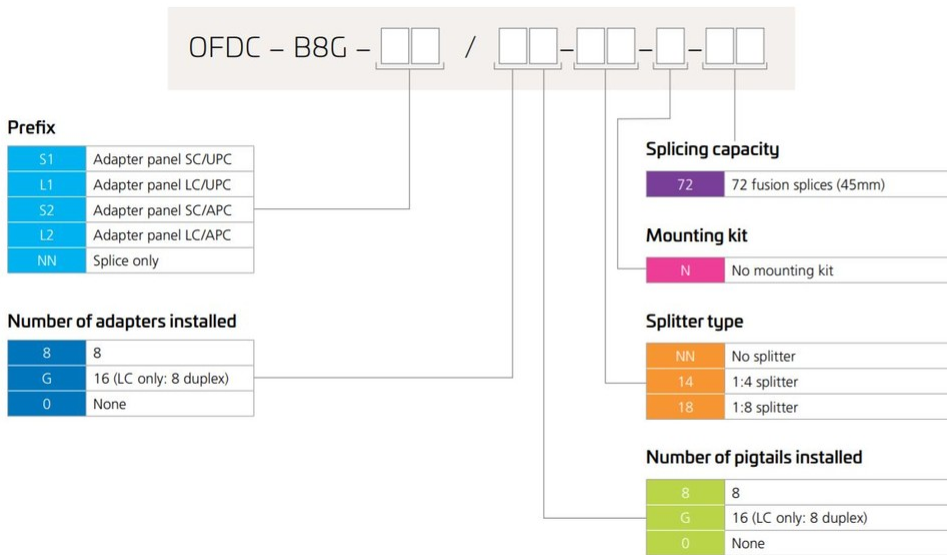 OFDC – B8G – / – – –
Prefix
S1 Adapter panel SC/UPC
L1 Adapter panel LC/UPC
S2 Adapter panel SC/APC
L2 Adapter panel LC/APC
NN Splice only
Number of adapters installed
8 8
G 16 (LC only: 8 duplex)
0 None
Splicing capacity
72 72 fusion splices (45mm)
Mounting kit
N No mounting kit
Splitter type
NN No splitter
14 1:4 splitter
18 1:8 splitter
Number of pigtails installed
8 8
G 16 (LC only: 8 duplex)
0 None